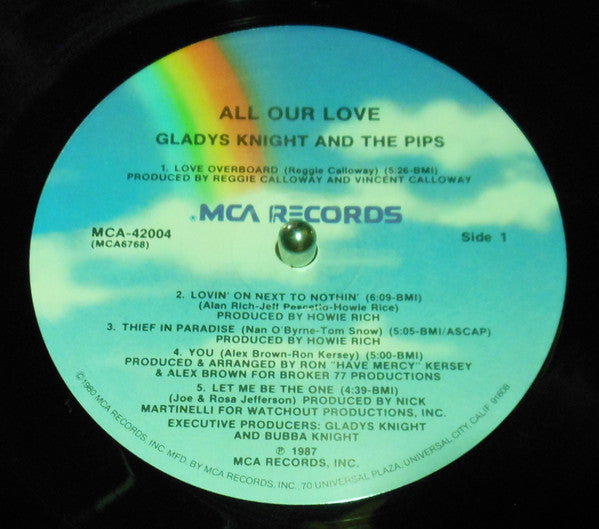 ALL OUR LOVE
GLADYS KNIGHT AND THE PIPS
1. LOVE OVERBOARD (Reggie Calloway) (5:26-BMI)
PRODUCED BY REGGIE CALLOWAY AND VINCENT CALLOWAY
MCA RECORDS
MCA-42004
(MCA6768)
Side 1
2. LOVIN' ON NEXT TO NOTHIN' (6:09-BMI)
(Alan Rich-Jeff Pescetto-Howie Rice)
PRODUCED BY HOWIE RICH
3. THIEF IN PARADISE (Nan O'Byrne-Tom Snow) (5:05-BMI/ASCAP)
4. YOU (Alex Brown-Ron Kersey) (5:00-BMI)
PRODUCED & ARRANGED BY RON "HAVE MERCY" KERSEY
& ALEX BROWN FOR BROKER 77 PRODUCTIONS
5. LET ME BE THE ONE (4:39-BMI)
(Joe & Rosa Jefferson) PRODUCED BY NICK
MARTINELLI FOR WATCHOUT PRODUCTIONS, INC.
EXECUTIVE PRODUCERS: GLADYS KNIGHT
AND BUBBA KNIGHT
℗ 1987
MCA RECORDS, INC.
©1980 MCA RECORDS, INC. MFD. BY MCA RECORDS, INC., 70 UNIVERSAL PLAZA, UNIVERSAL CITY, CALIF. 91608